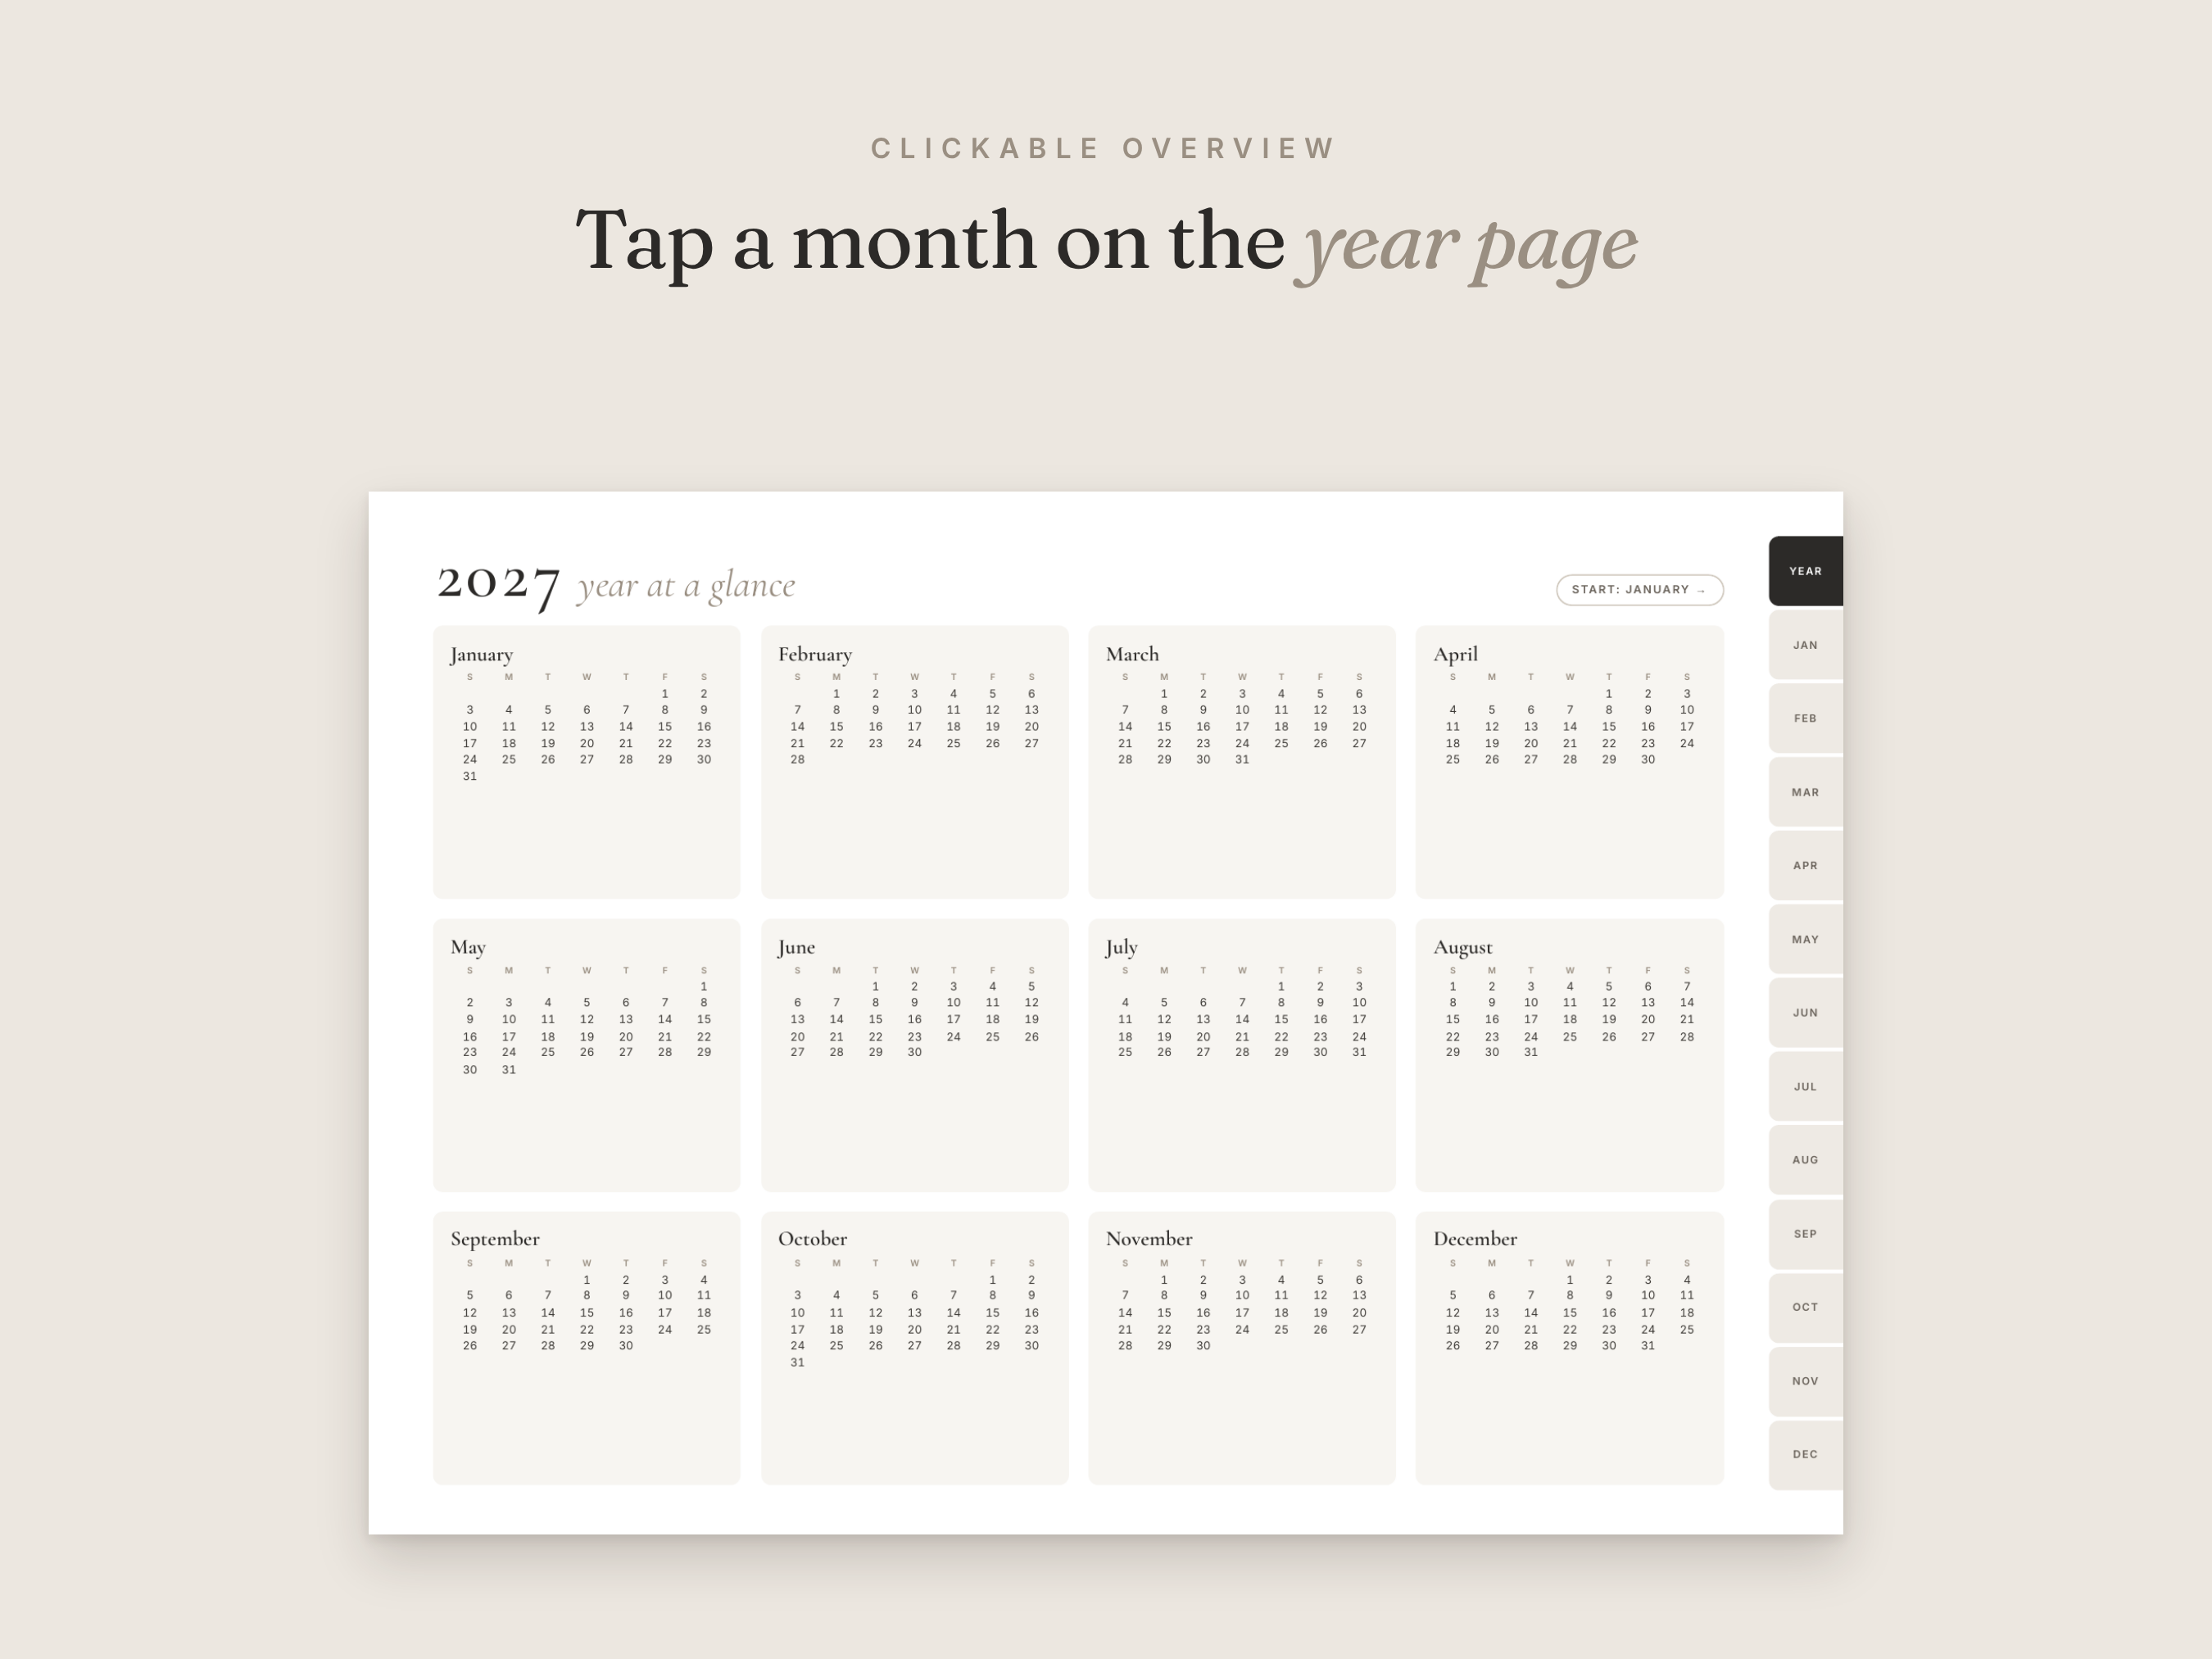 CLICKABLE OVERVIEW
Tap a month on the year page
2027 year at a glance
START: JANUARY →
January
S M T W T F S
1 2
3 4 5 6 7 8 9
10 11 12 13 14 15 16
17 18 19 20 21 22 23
24 25 26 27 28 29 30
31
February
S M T W T F S
1 2 3 4 5 6
7 8 9 10 11 12 13
14 15 16 17 18 19 20
21 22 23 24 25 26 27
28
March
S M T W T F S
1 2 3 4 5 6
7 8 9 10 11 12 13
14 15 16 17 18 19 20
21 22 23 24 25 26 27
28 29 30 31
April
S M T W T F S
1 2 3
4 5 6 7 8 9 10
11 12 13 14 15 16 17
18 19 20 21 22 23 24
25 26 27 28 29 30
May
S M T W T F S
1
2 3 4 5 6 7 8
9 10 11 12 13 14 15
16 17 18 19 20 21 22
23 24 25 26 27 28 29
30 31
June
S M T W T F S
1 2 3 4 5
6 7 8 9 10 11 12
13 14 15 16 17 18 19
20 21 22 23 24 25 26
27 28 29 30
July
S M T W T F S
1 2 3
4 5 6 7 8 9 10
11 12 13 14 15 16 17
18 19 20 21 22 23 24
25 26 27 28 29 30 31
August
S M T W T F S
1 2 3 4 5 6 7
8 9 10 11 12 13 14
15 16 17 18 19 20 21
22 23 24 25 26 27 28
29 30 31
September
S M T W T F S
1 2 3 4
5 6 7 8 9 10 11
12 13 14 15 16 17 18
19 20 21 22 23 24 25
26 27 28 29 30
October
S M T W T F S
1 2
3 4 5 6 7 8 9
10 11 12 13 14 15 16
17 18 19 20 21 22 23
24 25 26 27 28 29 30
31
November
S M T W T F S
1 2 3 4 5 6
7 8 9 10 11 12 13
14 15 16 17 18 19 20
21 22 23 24 25 26 27
28 29 30
December
S M T W T F S
1 2 3 4
5 6 7 8 9 10 11
12 13 14 15 16 17 18
19 20 21 22 23 24 25
26 27 28 29 30 31
YEAR
JAN
FEB
MAR
APR
MAY
JUN
JUL
AUG
SEP
OCT
NOV
DEC